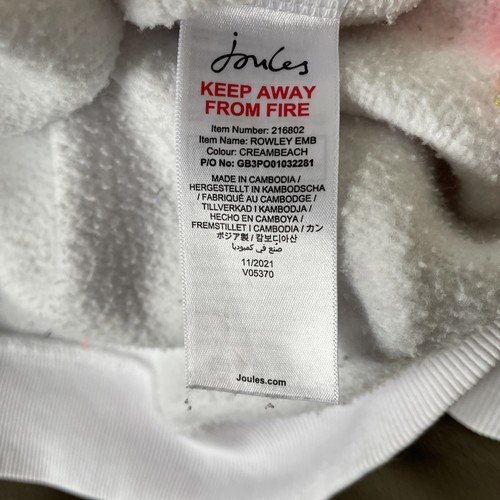 Joules
KEEP AWAY
FROM FIRE
Item Number: 216802
Item Name: ROWLEY EMB
Colour: CREAMBEACH
P/O No: GB3PO01032281
MADE IN CAMBODIA /
HERGESTELLT IN KAMBODSCHA
/ FABRIQUÉ AU CAMBODGE /
TILLVERKAD I KAMBODJA /
HECHO EN CAMBOYA /
FREMSTILLET I CAMBODIA / カン
ボジア製 / 캄보디아산
صنع في كمبوديا
11/2021
V05370
Joules.com